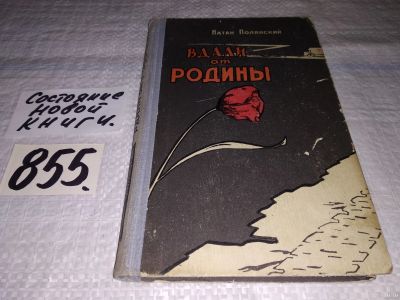 Натан Полянский
ВДАЛИ
от
РОДИНЫ
Состояние
новой
книги.
855.